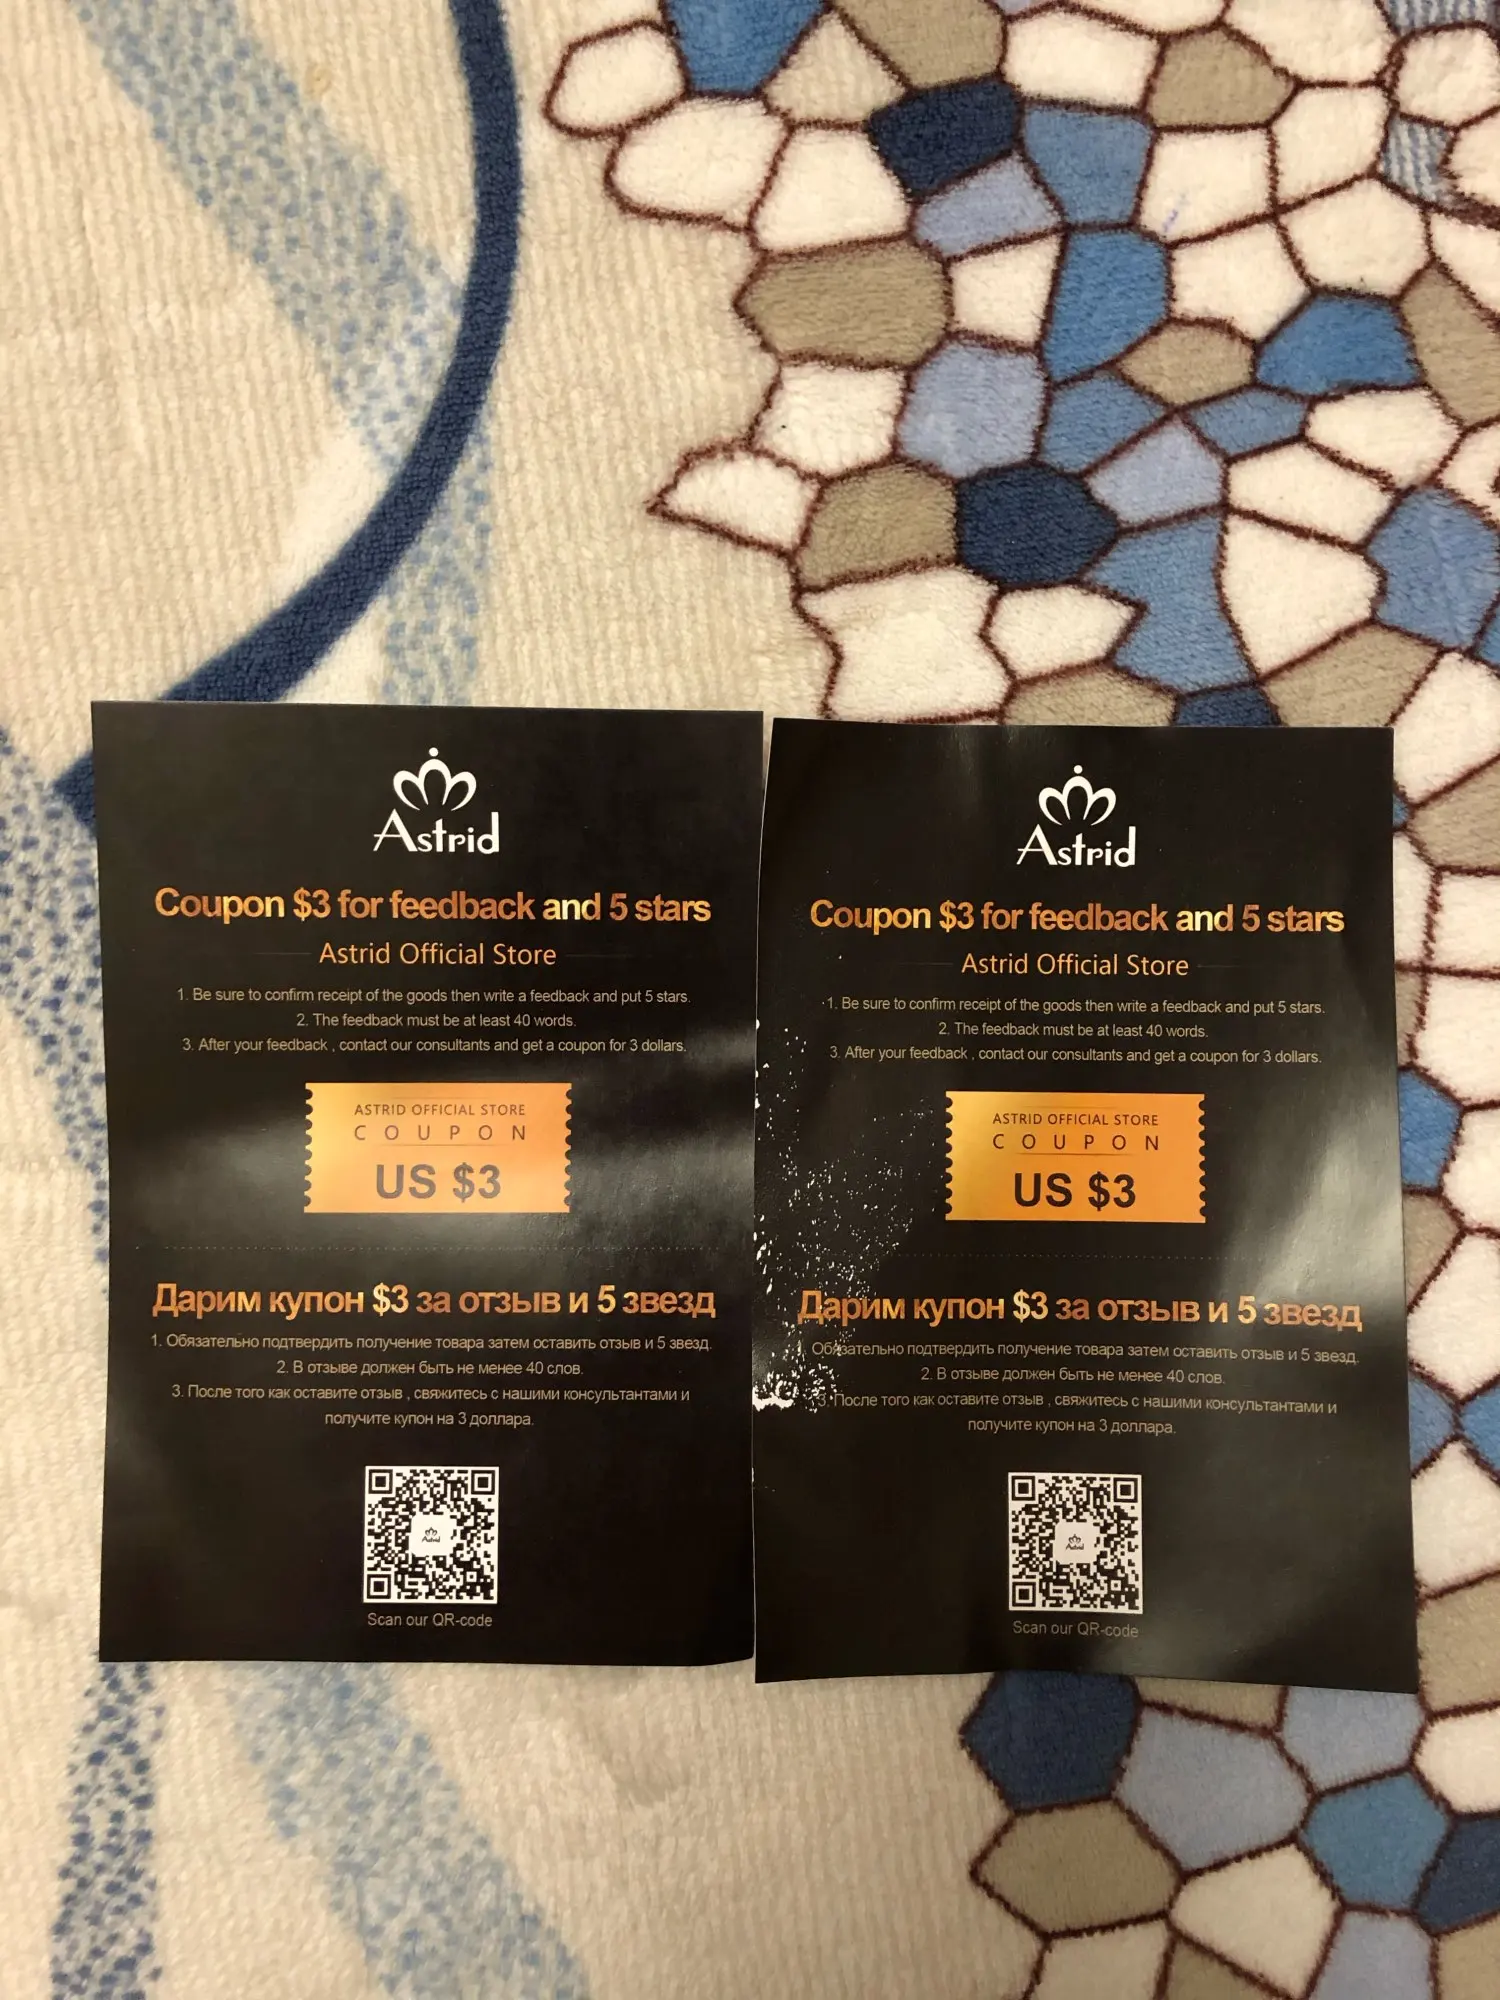 Astrid
Coupon $3 for feedback and 5 stars
Astrid Official Store
1. Be sure to confirm receipt of the goods then write a feedback and put 5 stars.
2. The feedback must be at least 40 words.
3. After your feedback , contact our consultants and get a coupon for 3 dollars.
ASTRID OFFICIAL STORE
COUPON
US $3
Дарим купон $3 за отзыв и 5 звезд
1. Обязательно подтвердить получение товара затем оставить отзыв и 5 звезд.
2. В отзыве должен быть не менее 40 слов.
3. После того как оставите отзыв , свяжитесь с нашими консультантами и
получите купон на 3 доллара.
Astrid
Scan our QR-code
Astrid
Coupon $3 for feedback and 5 stars
Astrid Official Store
1. Be sure to confirm receipt of the goods then write a feedback and put 5 stars.
2. The feedback must be at least 40 words.
3. After your feedback , contact our consultants and get a coupon for 3 dollars.
ASTRID OFFICIAL STORE
COUPON
US $3
Дарим купон $3 за отзыв и 5 звезд
1. Обязательно подтвердить получение товара затем оставить отзыв и 5 звезд.
2. В отзыве должен быть не менее 40 слов.
3. После того как оставите отзыв , свяжитесь с нашими консультантами и
получите купон на 3 доллара.
Astrid
Scan our QR-code